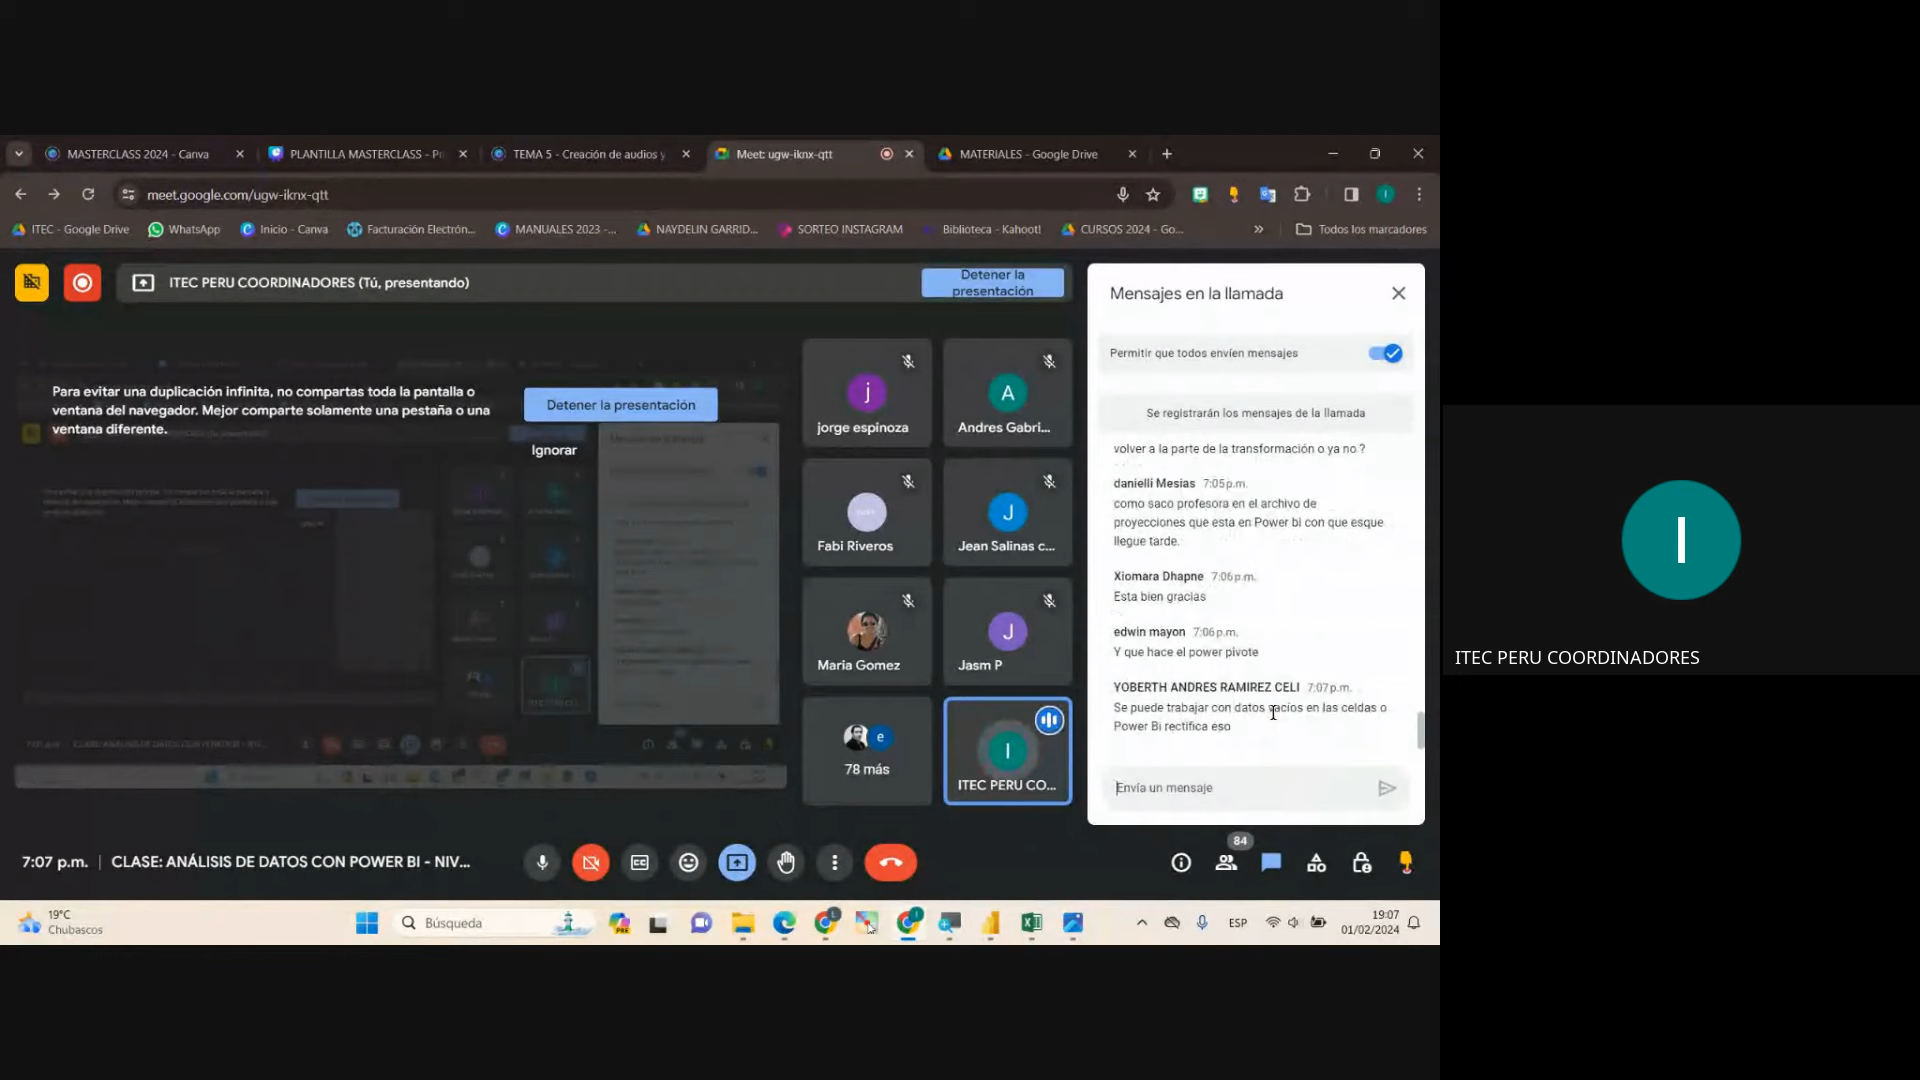 MASTERCLASS 2024 - Canva
PLANTILLA MASTERCLASS - Pr
TEMA 5 - Creación de audios y
Meet: ugw-iknx-qtt
MATERIALES - Google Drive
meet.google.com/ugw-iknx-qtt
ITEC - Google Drive
WhatsApp
Inicio - Canva
Facturación Electrón...
MANUALES 2023 -...
NAYDELIN GARRID...
SORTEO INSTAGRAM
Biblioteca - Kahoot!
CURSOS 2024 - Go...
Todos los marcadores
ITEC PERU COORDINADORES (Tú, presentando)
Detener la
presentación
Para evitar una duplicación infinita, no compartas toda la pantalla o
ventana del navegador. Mejor comparte solamente una pestaña o una
ventana diferente.
Detener la presentación
Ignorar
j
jorge espinoza
A
Andres Gabri...
Fabi Riveros
J
Jean Salinas c...
Maria Gomez
J
Jasm P
e
78 más
I
ITEC PERU CO...
Mensajes en la llamada
Permitir que todos envíen mensajes
Se registrarán los mensajes de la llamada
volver a la parte de la transformación o ya no ?
danielli Mesias 7:05 p.m.
como saco profesora en el archivo de
proyecciones que esta en Power bi con que esque
llegue tarde.
Xiomara Dhapne 7:06 p.m.
Esta bien gracias
edwin mayon 7:06 p.m.
Y que hace el power pivote
YOBERTH ANDRES RAMIREZ CELI 7:07 p.m.
Se puede trabajar con datos vacíos en las celdas o
Power Bi rectifica eso
Envía un mensaje
7:07 p.m. | CLASE: ANÁLISIS DE DATOS CON POWER BI - NIV...
84
19°C
Chubascos
Búsqueda
PRE
ESP
19:07
01/02/2024
I
ITEC PERU COORDINADORES